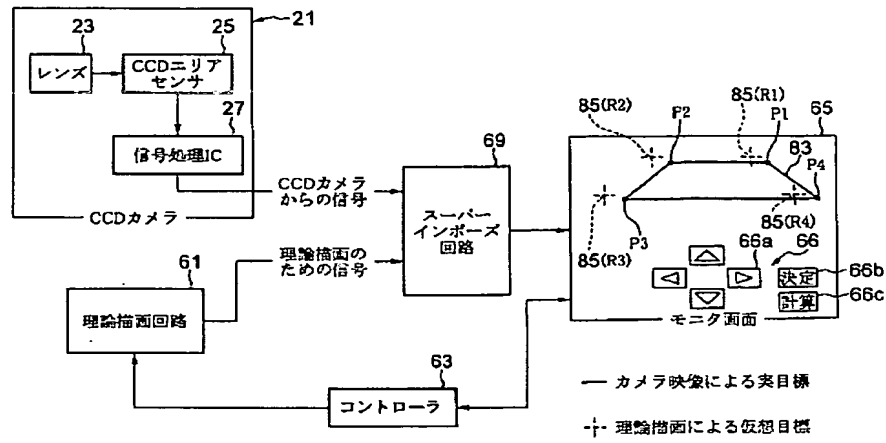 21
23
レンズ
25
CCDエリア
センサ
27
信号処理IC
CCDカメラ
CCDカメラ
からの信号
理論描画の
ための信号
61
理論描画回路
63
コントローラ
69
スーパー
インポーズ
回路
85(R2)
P2
85(R1)
P1
65
83
P4
85(R3)
P3
85(R4)
66a
66
決定
66b
計算
66c
モニタ画面
カメラ映像による実目標
理論描画による仮想目標